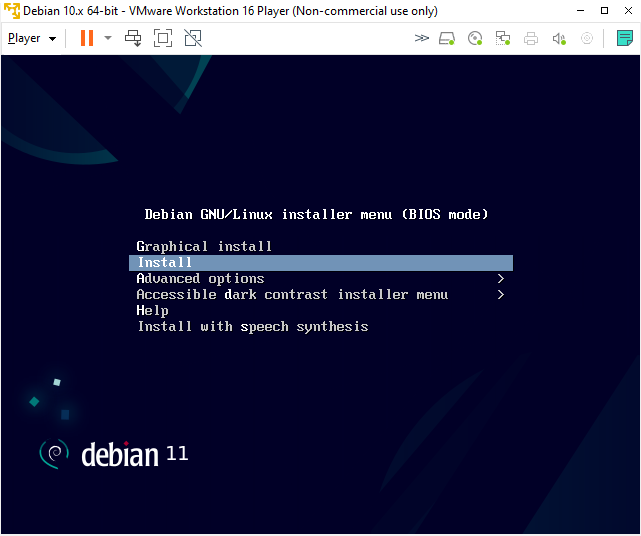 Debian 10.x 64-bit - VMware Workstation 16 Player (Non-commercial use only)
Player
Debian GNU/Linux installer menu (BIOS mode)
Graphical install
Install
Advanced options >
Accessible dark contrast installer menu >
Help
Install with speech synthesis
debian 11